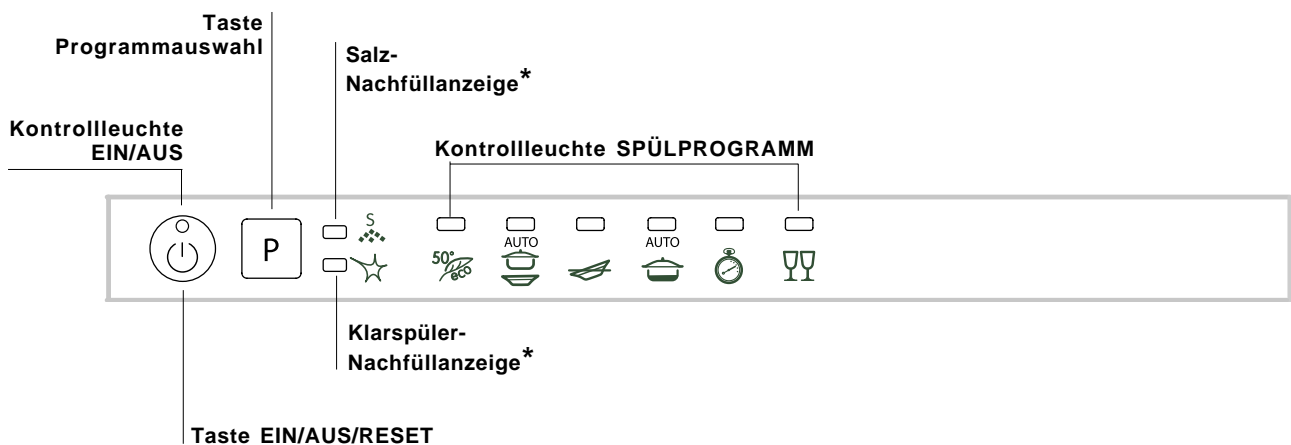 Taste
Programmauswahl
Salz-
Nachfüllanzeige*
Kontrollleuchte
EIN/AUS
Kontrollleuchte SPÜLPROGRAMM
P
S
50°
eco
AUTO
AUTO
Klarspüler-
Nachfüllanzeige*
Taste EIN/AUS/RESET